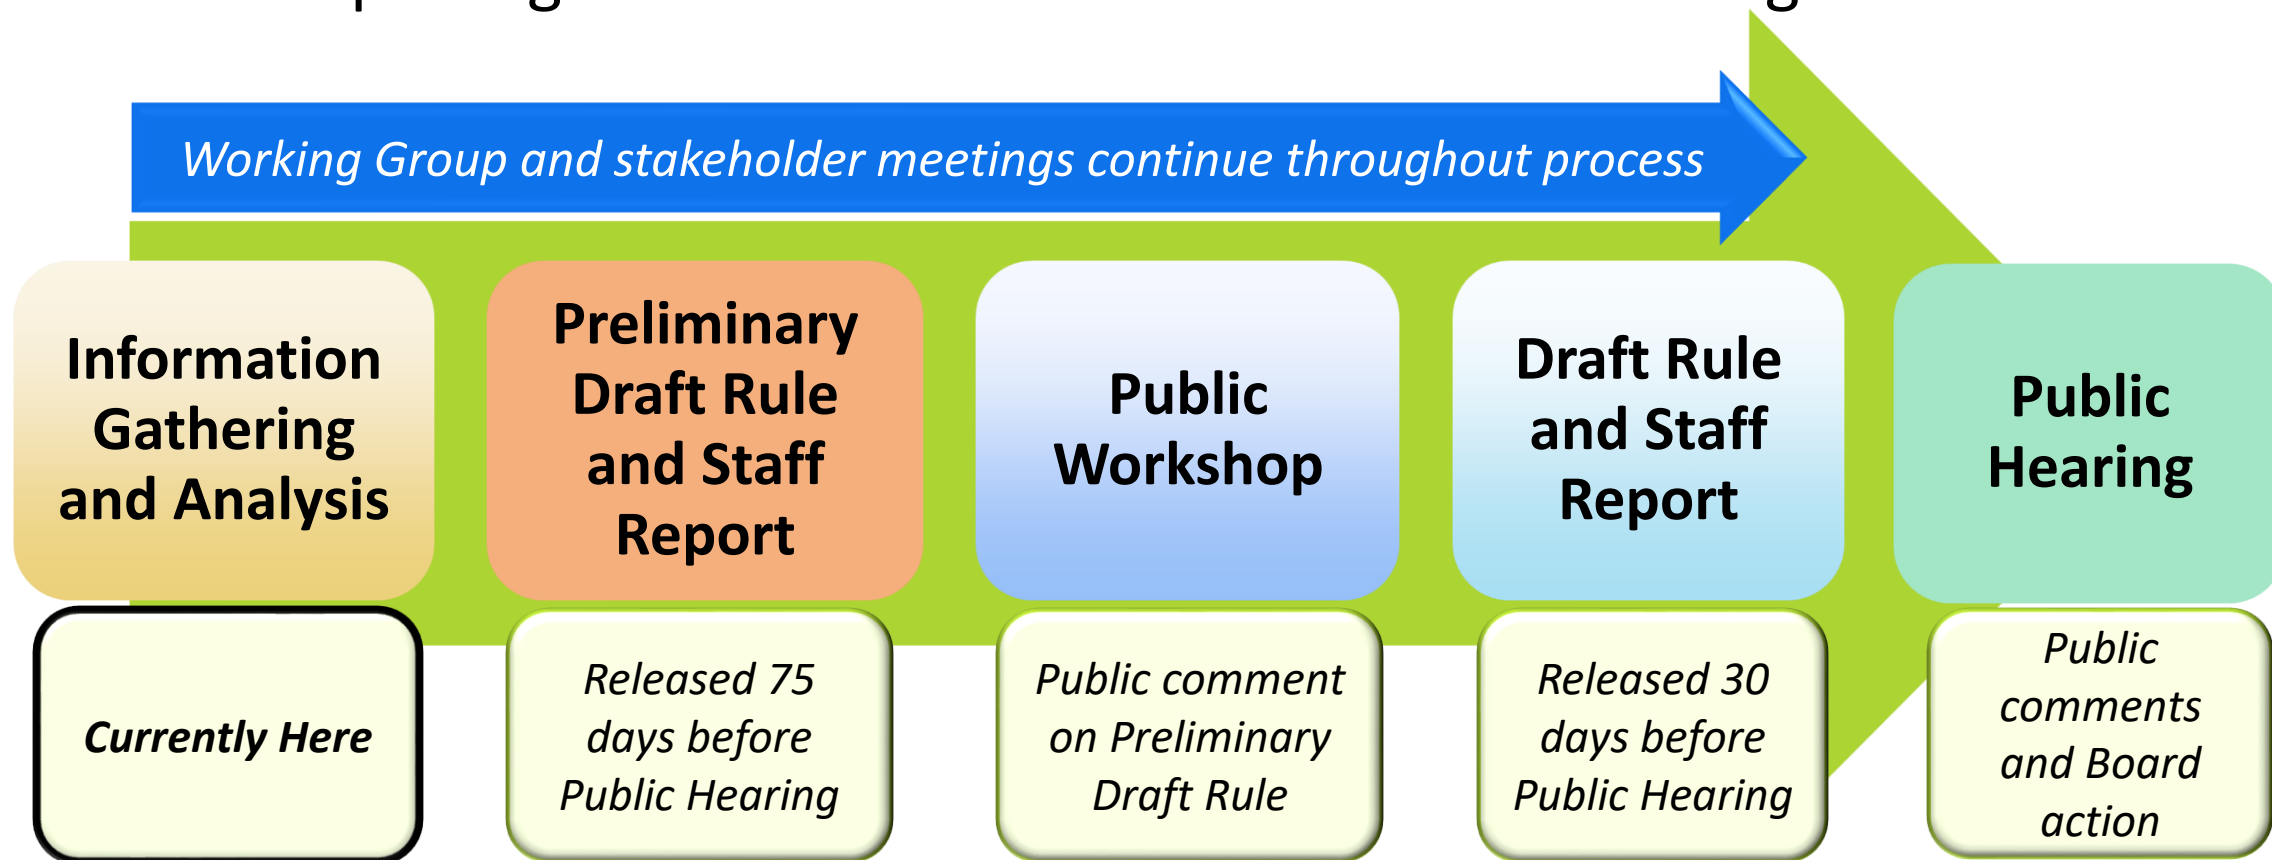 Working Group and stakeholder meetings continue throughout process
Information
Gathering
and Analysis
Preliminary
Draft Rule
and Staff
Report
Public
Workshop
Draft Rule
and Staff
Report
Public
Hearing
Currently Here
Released 75
days before
Public Hearing
Public comment
on Preliminary
Draft Rule
Released 30
days before
Public Hearing
Public
comments
and Board
action